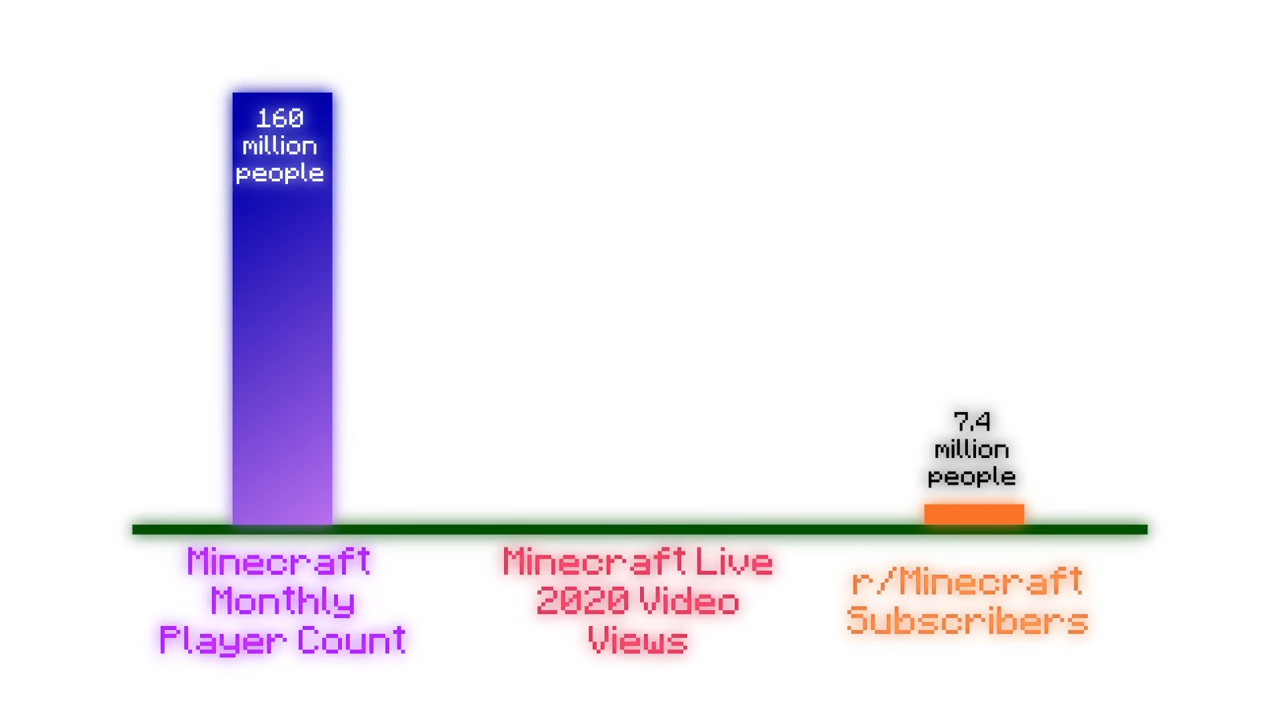 160
million
people
7.4
million
people
Minecraft
Monthly
Player Count
Minecraft Live
2020 Video
Views
r/Minecraft
Subscribers